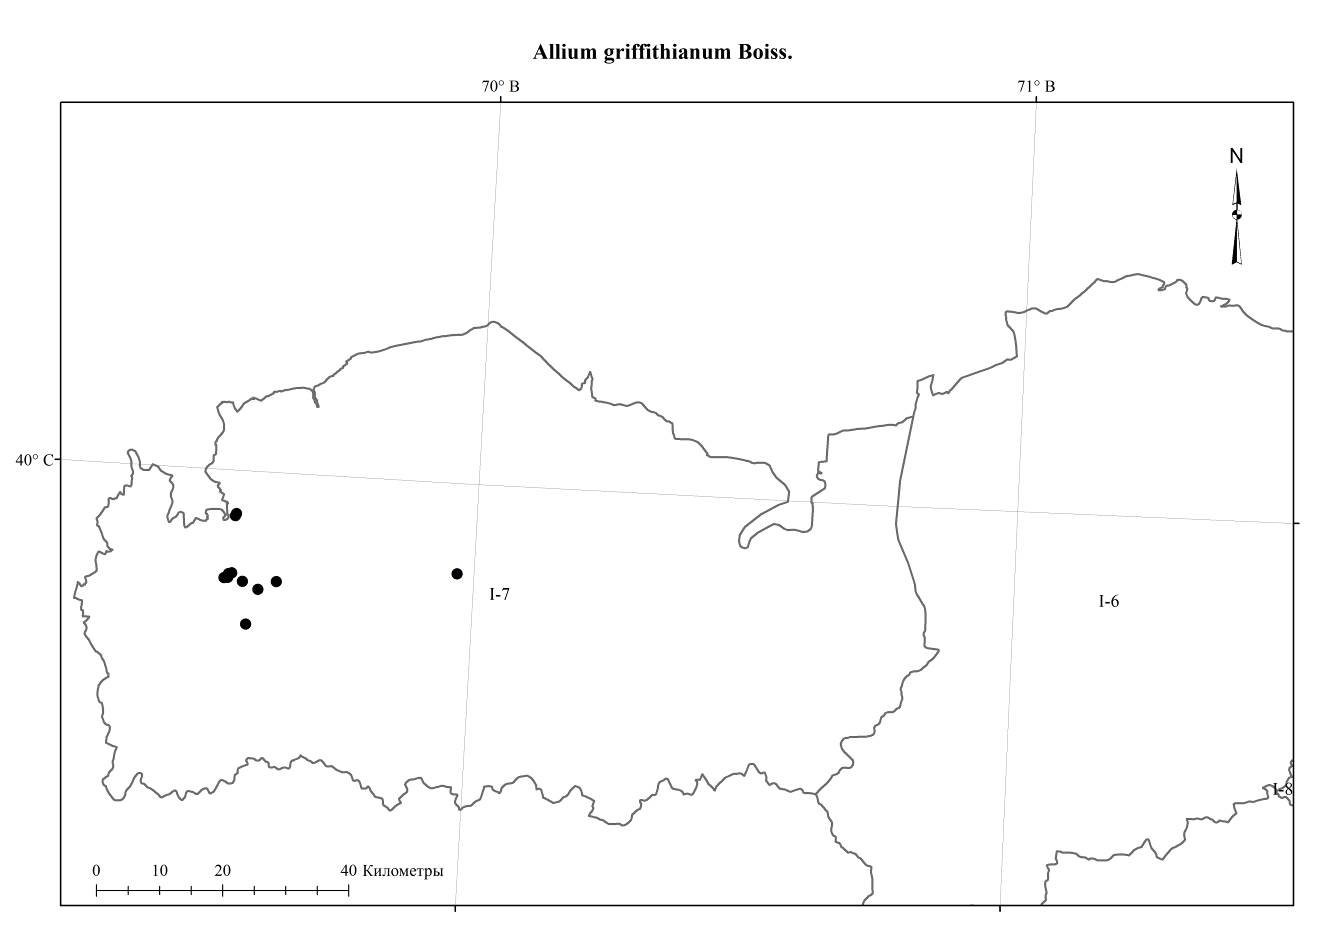 Allium griffithianum Boiss.
70° В
71° В
N
40° С
I-7
I-6
I-8
0 10 20 40 Километры